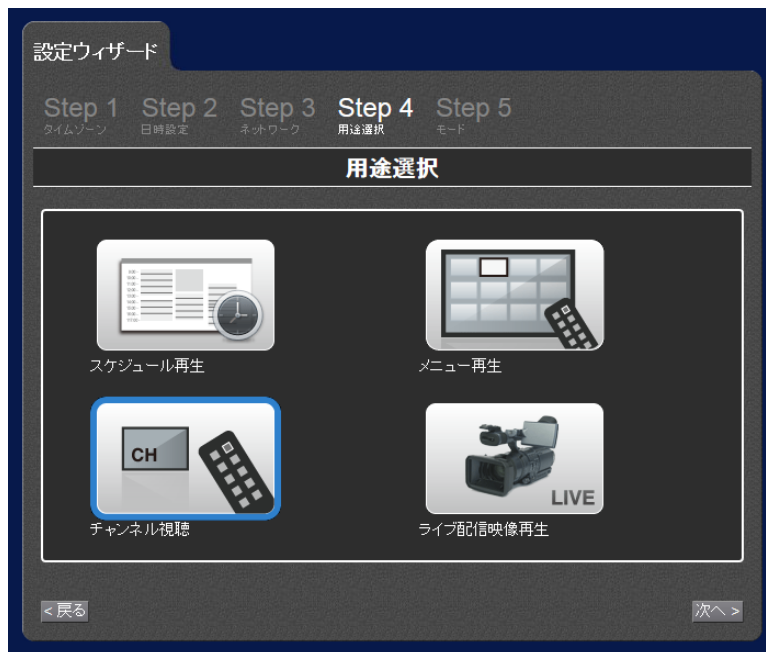 設定ウィザード
Step 1 Step 2 Step 3 Step 4 Step 5
タイムゾーン 日時設定 ネットワーク 用途選択 モード
用途選択
スケジュール再生
メニュー再生
CH
チャンネル視聴
LIVE
ライブ配信映像再生
< 戻る
次へ >